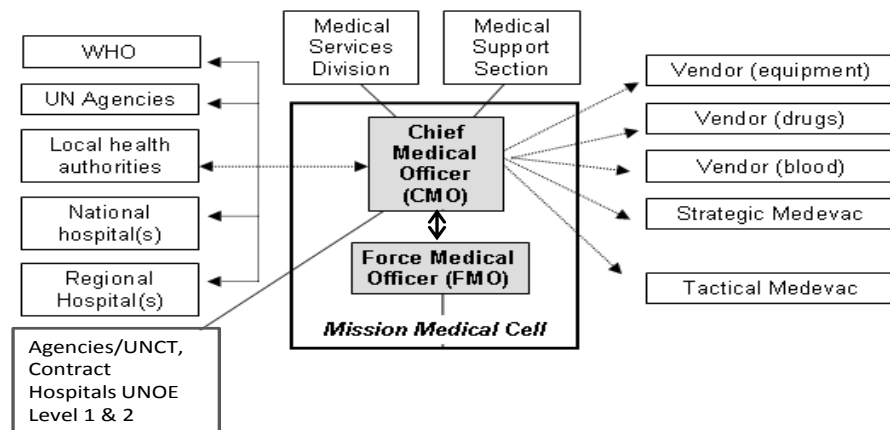 Medical
Services
Division
Medical
Support
Section
WHO
UN Agencies
Local health
authorities
National
hospital(s)
Regional
Hospital(s)
Agencies/UNCT,
Contract
Hospitals UNOE
Level 1 & 2
Chief
Medical
Officer
(CMO)
Force Medical
Officer (FMO)
Mission Medical Cell
Vendor (equipment)
Vendor (drugs)
Vendor (blood)
Strategic Medevac
Tactical Medevac